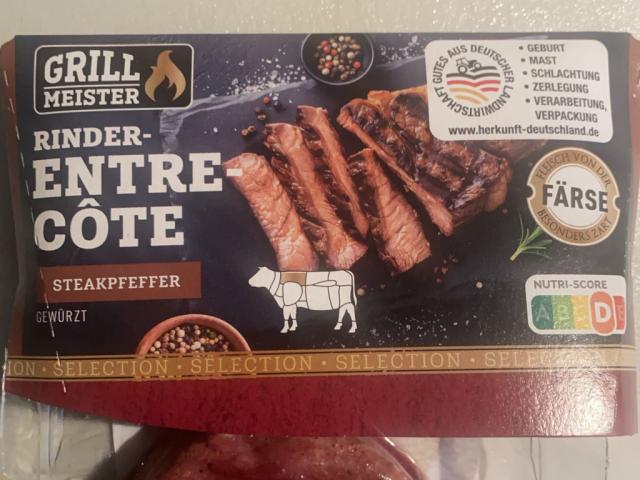 GRILL
MEISTER
RINDER-
ENTRE-
CÔTE
STEAKPFEFFER
GEWÜRZT
GUTES AUS DEUTSCHER LANDWIRTSCHAFT
• GEBURT
• MAST
• SCHLACHTUNG
• ZERLEGUNG
• VERARBEITUNG,
VERPACKUNG
www.herkunft-deutschland.de
FLEISCH VON DER
FÄRSE
BESONDERS ZART
NUTRI-SCORE
A B C D E
ION • SELECTION • SELECTION • SELECTION • SELECTION